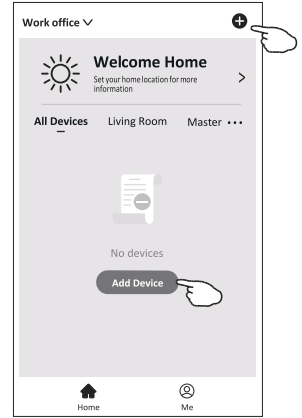 Work office
Welcome Home
Set your home location for more
information
All Devices Living Room Master
No devices
Add Device
Home Me